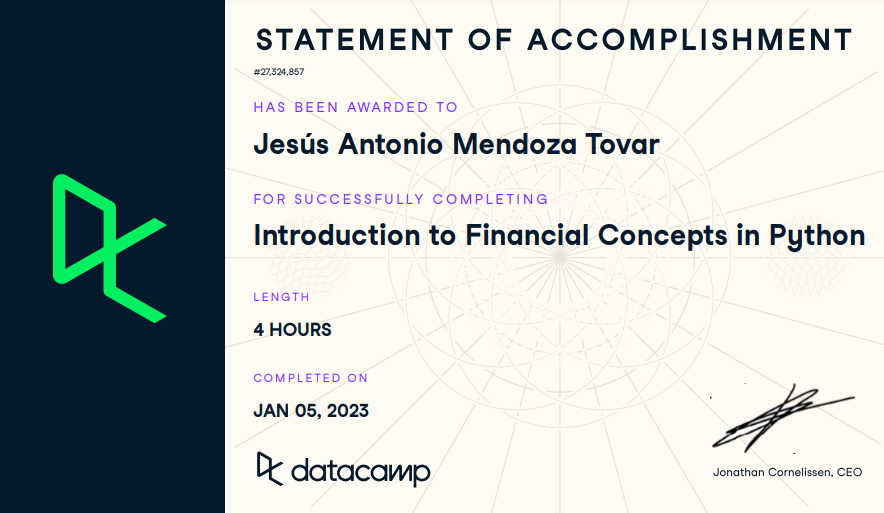 STATEMENT OF ACCOMPLISHMENT
#27,324,857
HAS BEEN AWARDED TO
Jesús Antonio Mendoza Tovar
FOR SUCCESSFULLY COMPLETING
Introduction to Financial Concepts in Python
LENGTH
4 HOURS
COMPLETED ON
JAN 05, 2023
datacamp
Jonathan Cornelissen, CEO